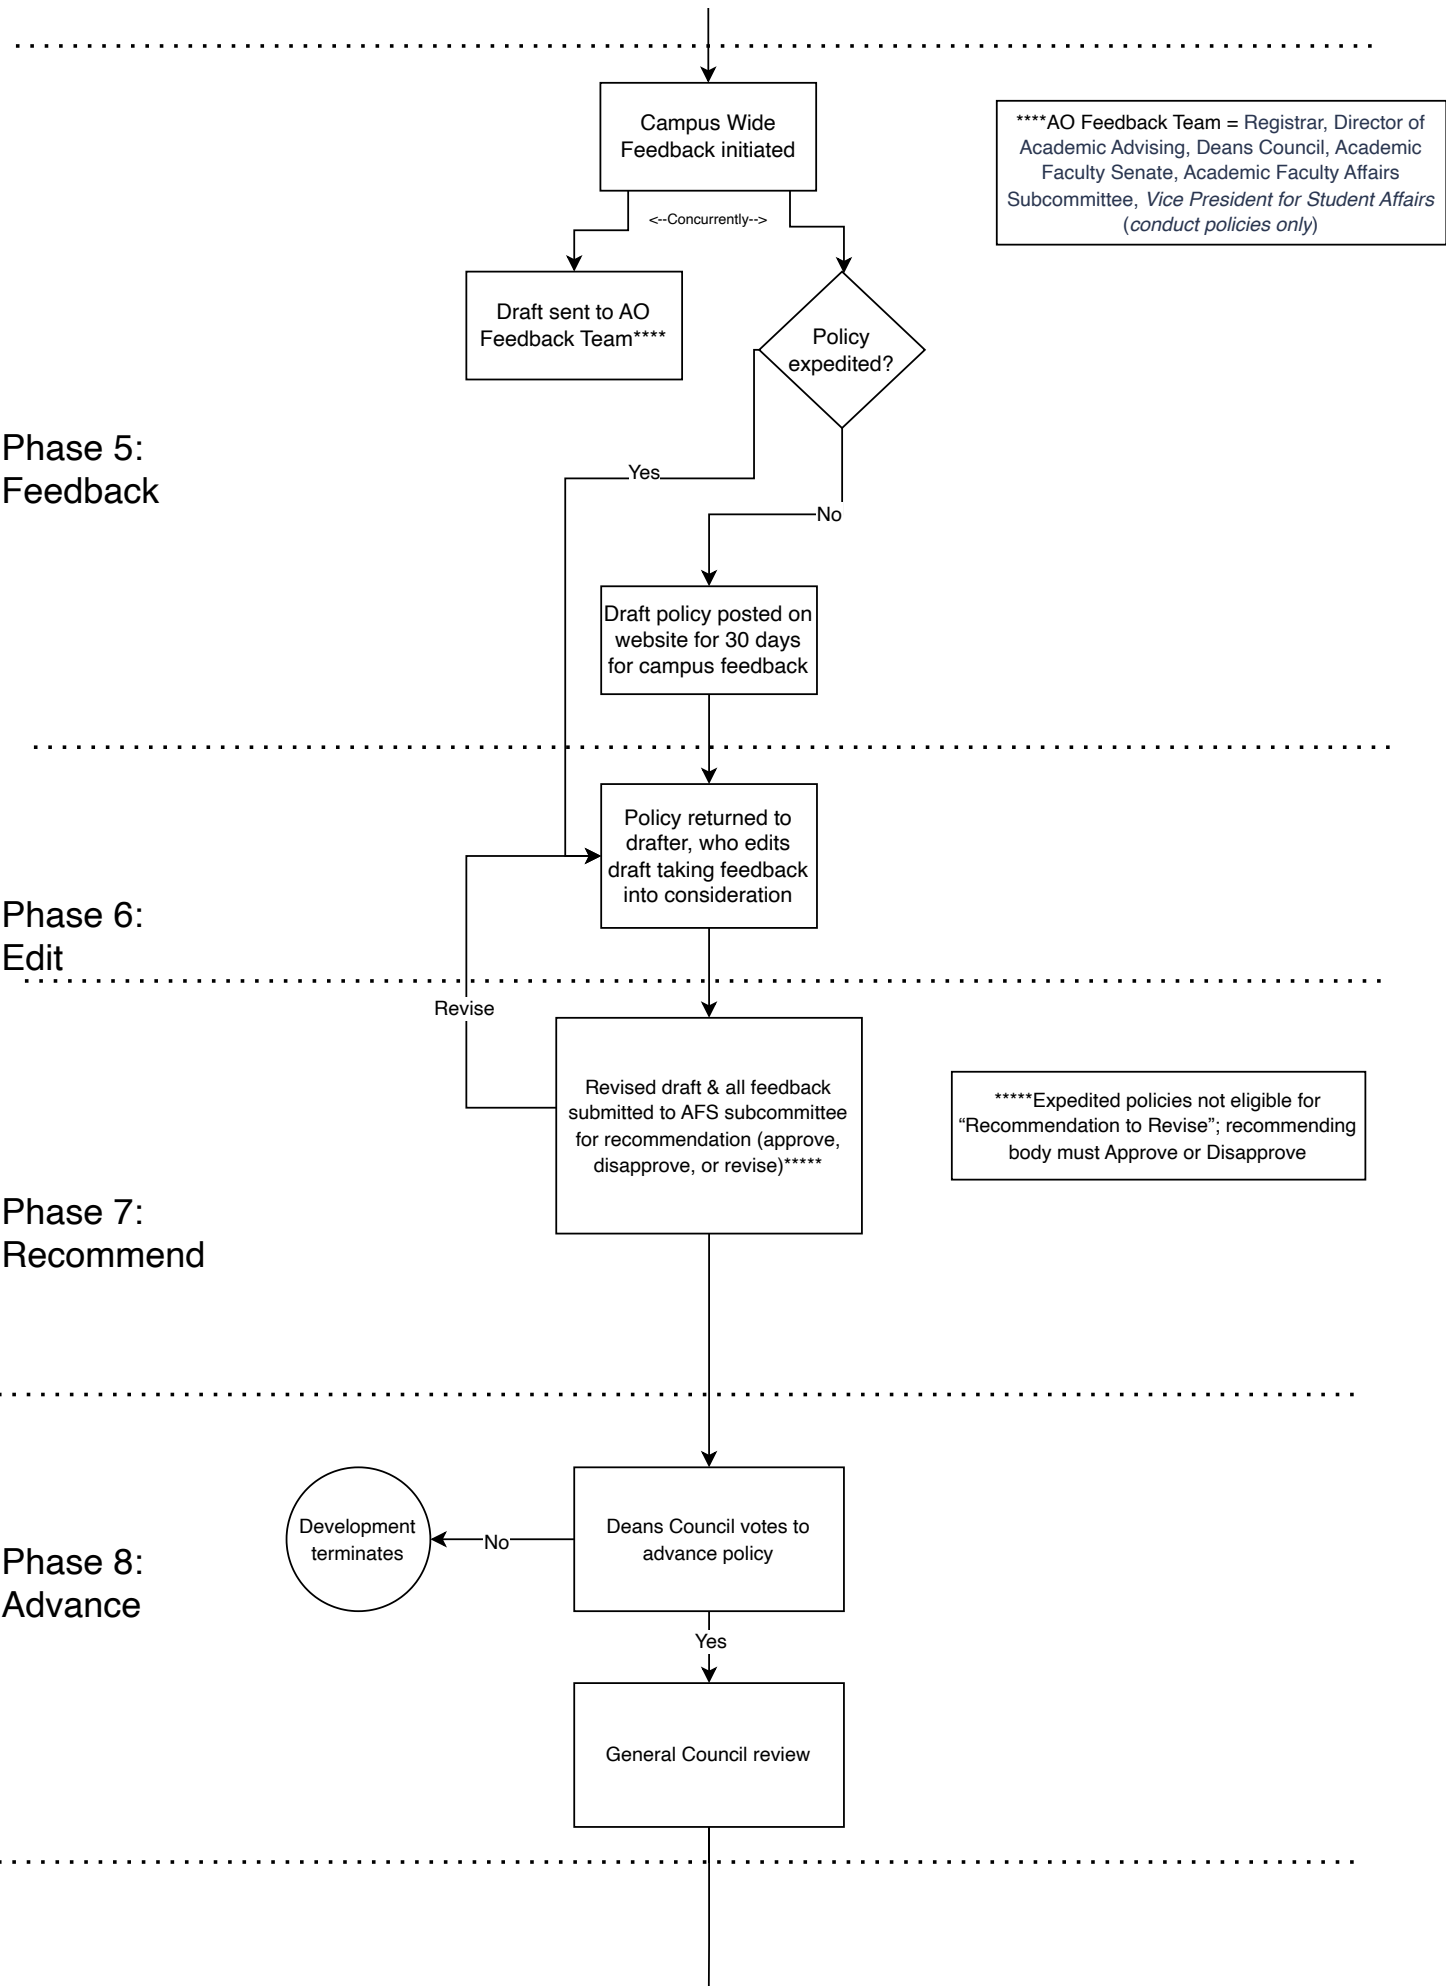 Campus Wide
Feedback initiated
****AO Feedback Team = Registrar, Director of
Academic Advising, Deans Council, Academic
Faculty Senate, Academic Faculty Affairs
Subcommittee, Vice President for Student Affairs
(conduct policies only)
<--Concurrently-->
Draft sent to AO
Feedback Team****
Policy
expedited?
Phase 5:
Feedback
Yes
No
Draft policy posted on
website for 30 days
for campus feedback
Policy returned to
drafter, who edits
draft taking feedback
into consideration
Phase 6:
Edit
Revise
Revised draft & all feedback
submitted to AFS subcommittee
for recommendation (approve,
disapprove, or revise)*****
*****Expedited policies not eligible for
“Recommendation to Revise”; recommending
body must Approve or Disapprove
Phase 7:
Recommend
Development
terminates
No
Deans Council votes to
advance policy
Phase 8:
Advance
Yes
General Council review